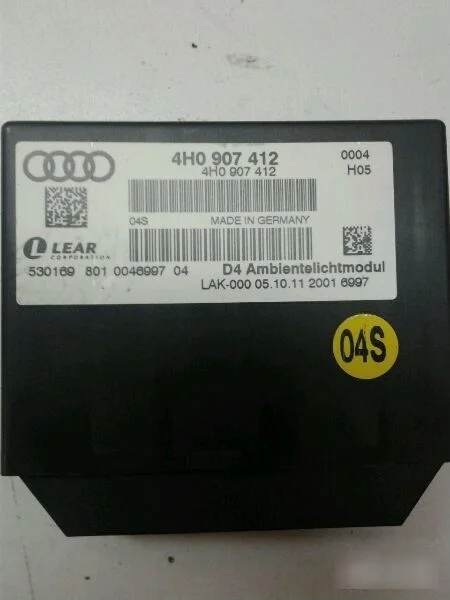 4H0 907 412
4H0 907 412
0004
H05
04S
MADE IN GERMANY
LEAR
CORPORATION
530169 801 0046997 04
D4 Ambientelichtmodul
LAK-000 05.10.11 2001 6997
04S